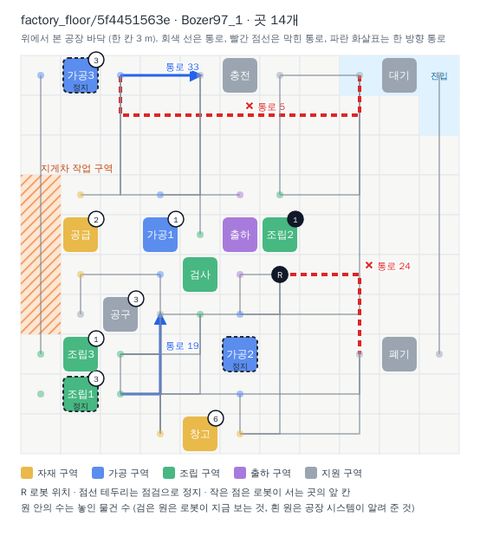 factory_floor/5f4451563e · Bozer97_1 · 곳 14개
위에서 본 공장 바닥 (한 칸 3 m). 회색 선은 통로, 빨간 점선은 막힌 통로, 파란 화살표는 한 방향 통로
3
가공3
정지
통로 33
충전
대기
진입
✕ 통로 5
지게차 작업 구역
2
공급
1
가공1
출하
1
조립2
검사
R
✕ 통로 24
3
공구
1
조립3
통로 19
가공2
정지
폐기
3
조립1
정지
6
창고
자재 구역 가공 구역 조립 구역 출하 구역 지원 구역
R 로봇 위치 · 점선 테두리는 점검으로 정지 · 작은 점은 로봇이 서는 곳의 앞 칸
원 안의 수는 놓인 물건 수 (검은 원은 로봇이 지금 보는 것, 흰 원은 공장 시스템이 알려 준 것)